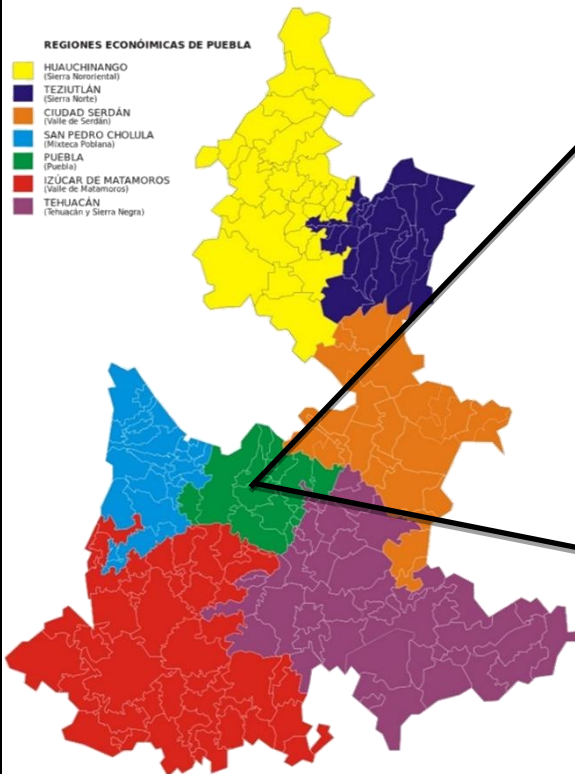 REGIONES ECONÓIMICAS DE PUEBLA
HUAUCHINANGO
(Sierra Nororiental)
TEZIUTLÁN
(Sierra Norte)
CIUDAD SERDÁN
(Valle de Serdán)
SAN PEDRO CHOLULA
(Mixteca Poblana)
PUEBLA
(Puebla)
IZÚCAR DE MATAMOROS
(Valle de Matamoros)
TEHUACÁN
(Tehuacán y Sierra Negra)